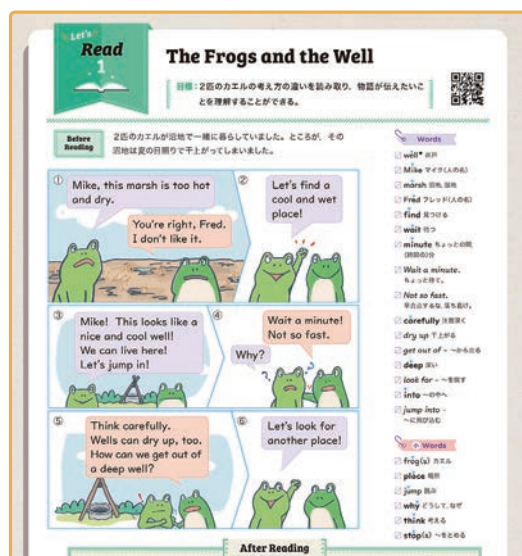 Let's
Read
1
The Frogs and the Well
目標：2匹のカエルの考え方の違いを読み取り，物語が伝えたいこ
とを理解することができる。
Before
Reading
2匹のカエルが沼地で一緒に暮らしていました。ところが，その
沼地は夏の日照りで干上がってしまいました。
①
Mike, this marsh is too hot
and dry.
You're right, Fred.
I don't like it.
②
Let's find a
cool and wet
place!
③
Mike! This looks like a
nice and cool well!
We can live here!
Let's jump in!
④
Wait a minute!
Not so fast.
Why?
⑤
Think carefully.
Wells can dry up, too.
How can we get out of
a deep well?
⑥
Let's look for
another place!
After Reading
Words
well* 井戸
Mike マイク(人の名)
marsh 沼地，湿地
Fred フレッド(人の名)
find 見つける
wait 待つ
minute ちょっとの間，
(時間の)分
Wait a minute.
ちょっと待て。
Not so fast.
早合点するな，落ち着け。
carefully 注意深く
dry up 干上がる
get out of ~ ～から出る
deep 深い
look for ~ ～を探す
into ～の中へ
jump into ~
～に飛び込む
小 Words
frog(s) カエル
place 場所
jump 跳ぶ
why どうして，なぜ
think 考える
stop(s) ～をとめる